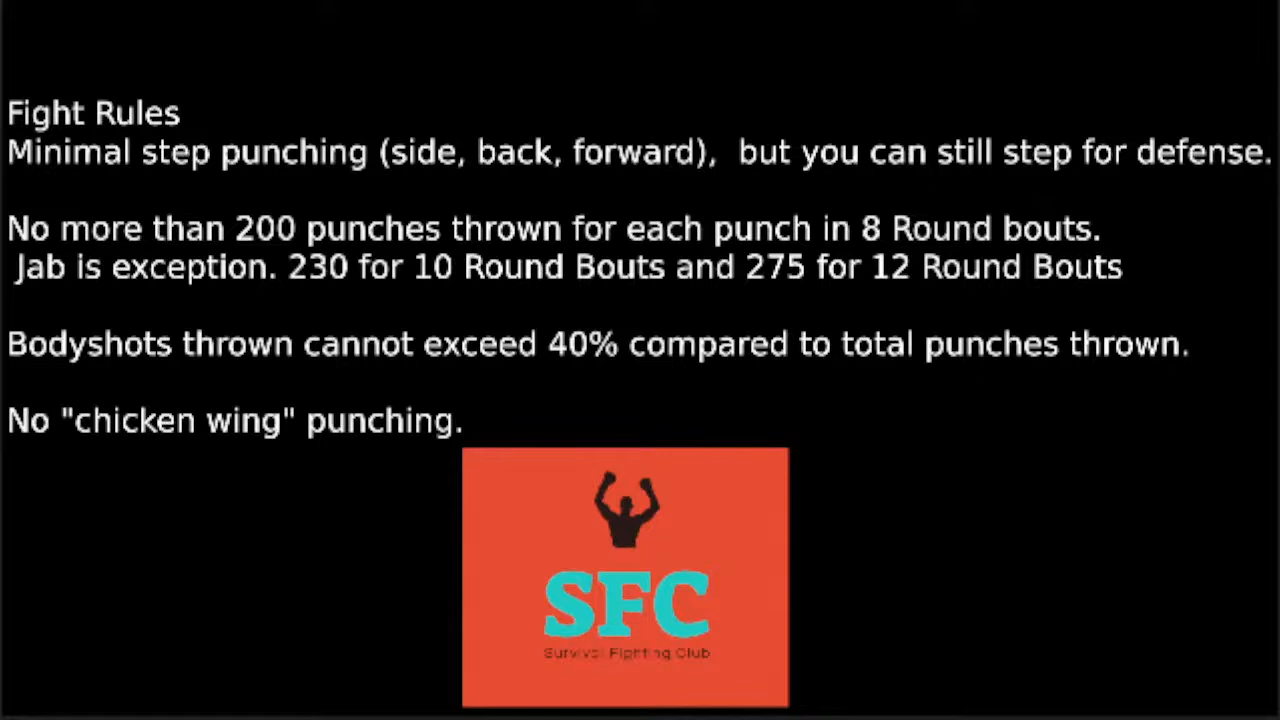 Fight Rules
Minimal step punching (side, back, forward),  but you can still step for defense.
No more than 200 punches thrown for each punch in 8 Round bouts.
Jab is exception. 230 for 10 Round Bouts and 275 for 12 Round Bouts
Bodyshots thrown cannot exceed 40% compared to total punches thrown.
No "chicken wing" punching.
SFC
Survival Fighting Club